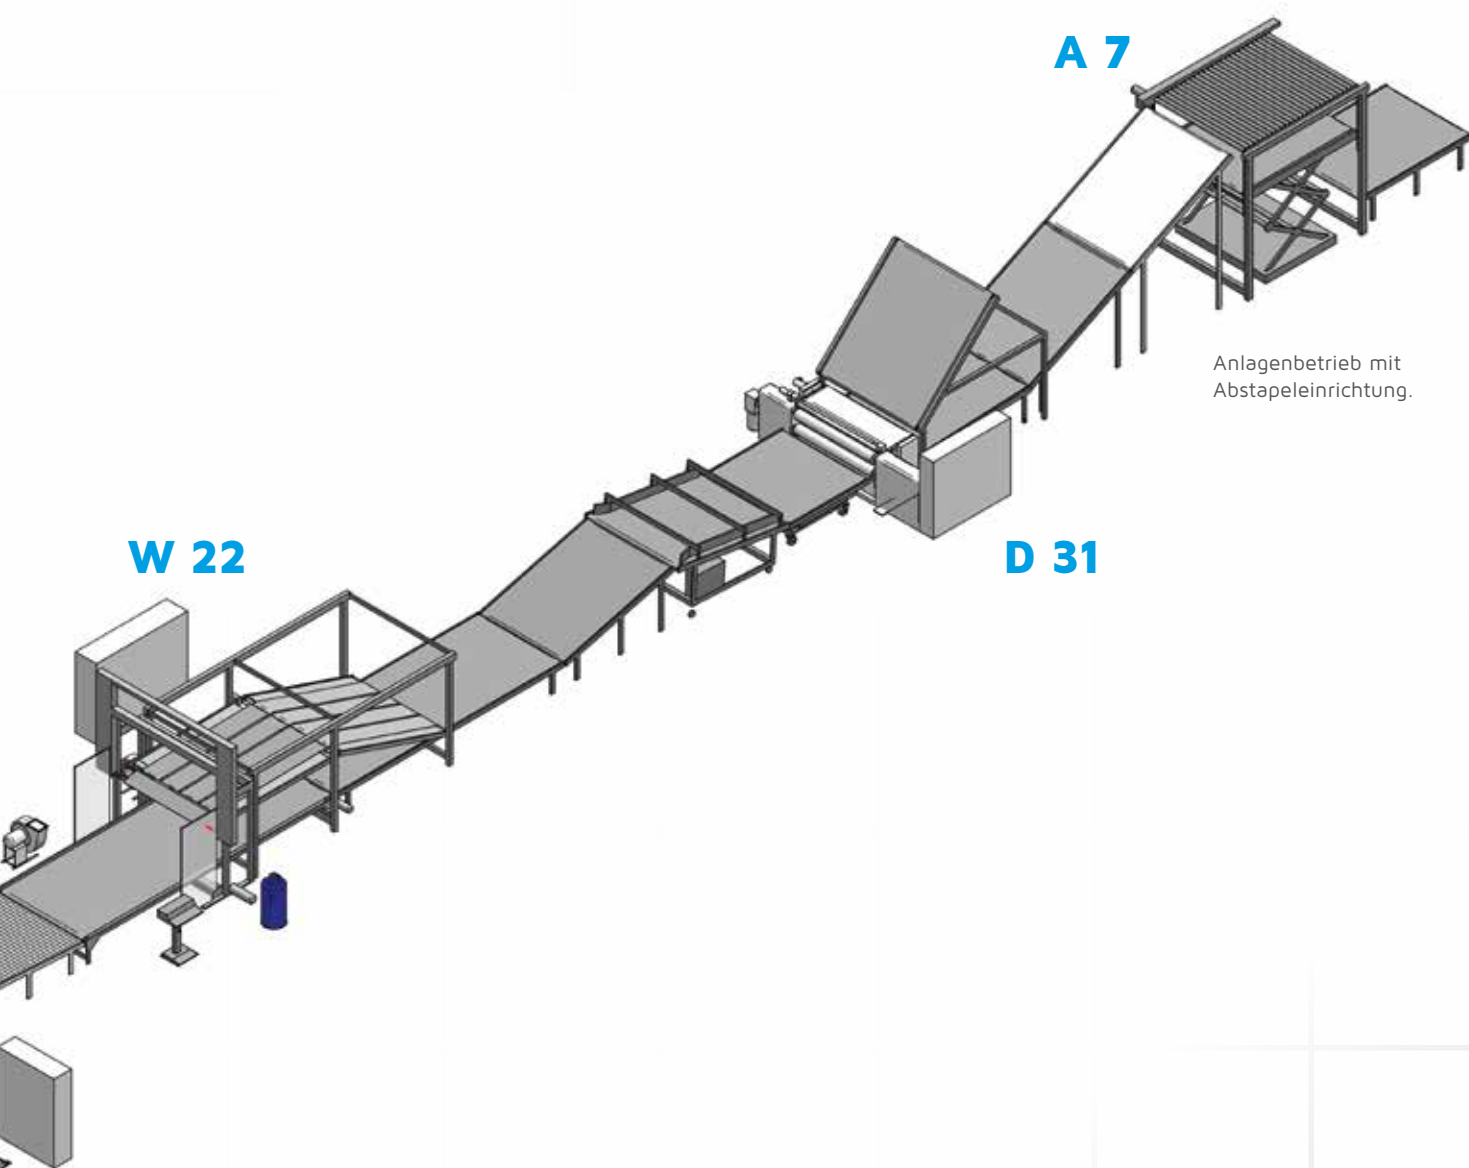 A 7
Anlagenbetrieb mit
Abstapeleinrichtung.
W 22
D 31